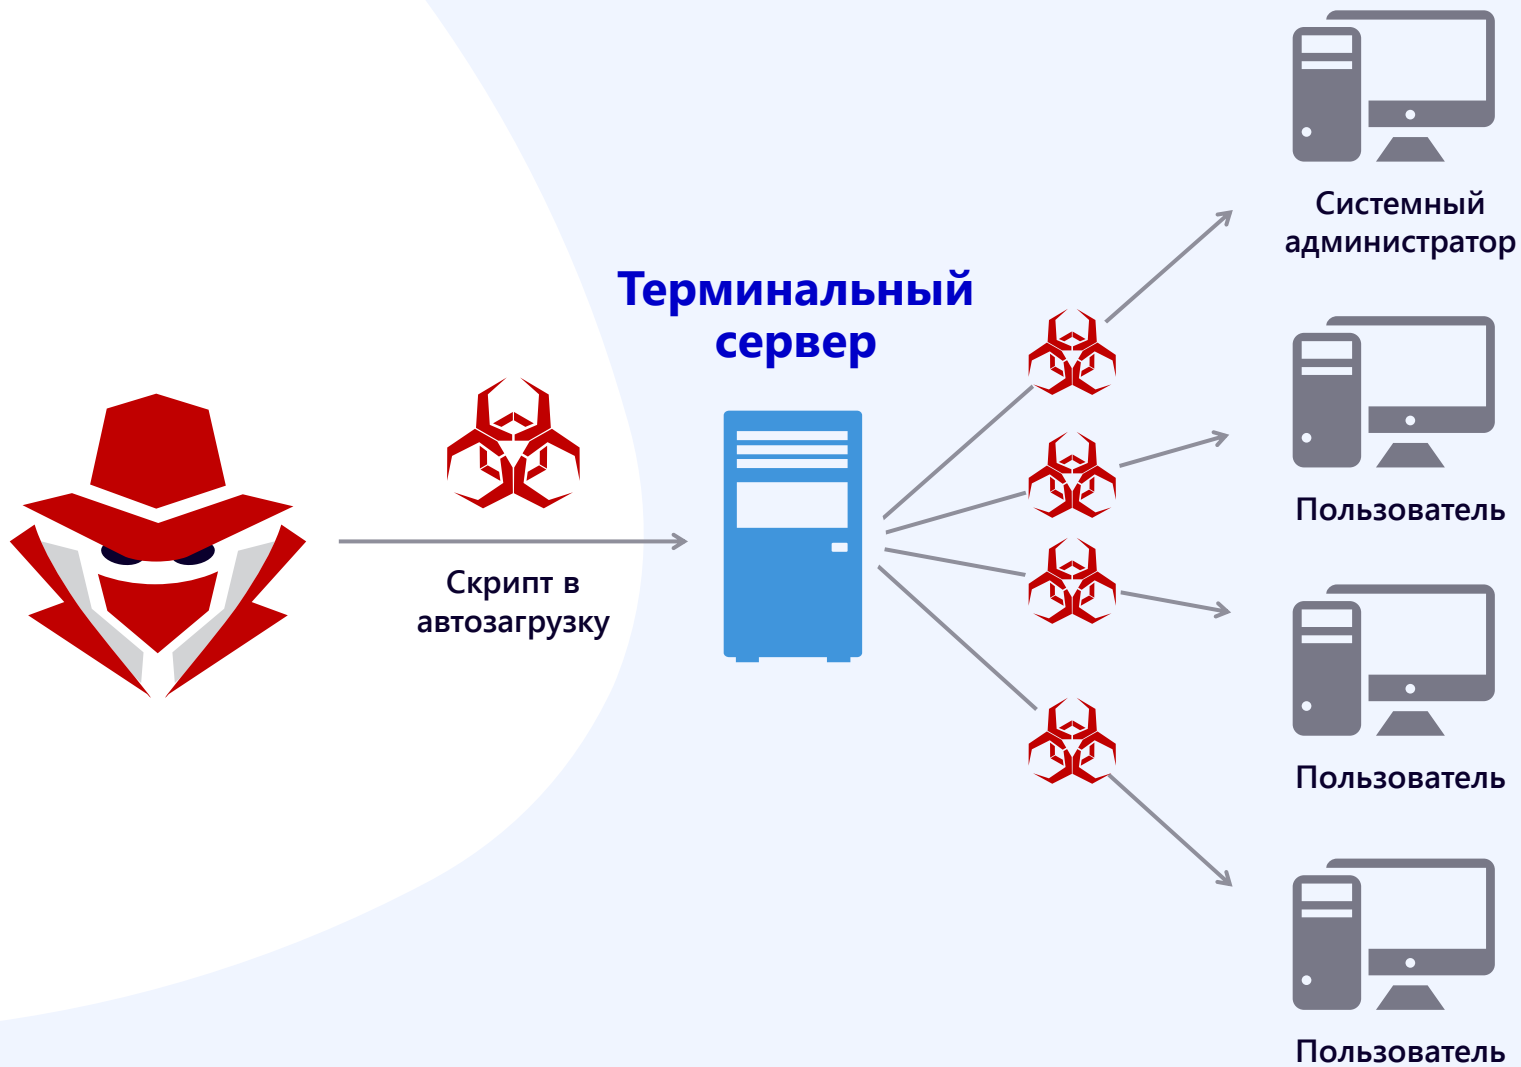 Терминальный
сервер
Скрипт в
автозагрузку
Системный
администратор
Пользователь
Пользователь
Пользователь